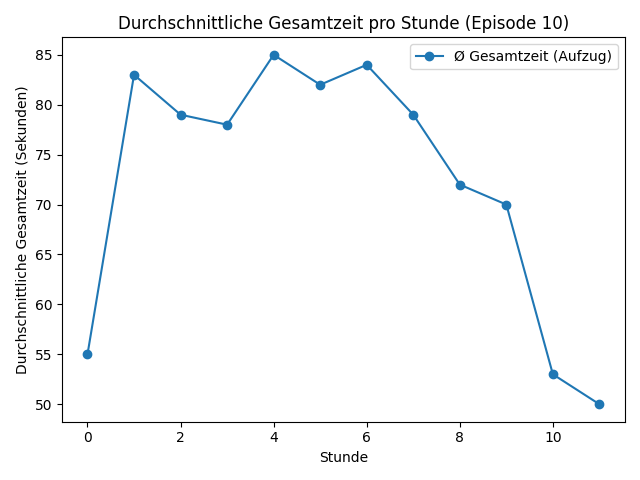 Durchschnittliche Gesamtzeit pro Stunde (Episode 10)
Ø Gesamtzeit (Aufzug)
Durchschnittliche Gesamtzeit (Sekunden)
85
80
75
70
65
60
55
50
0 2 4 6 8 10
Stunde